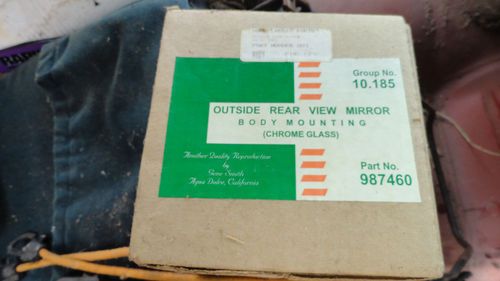 Group No.
10.185
OUTSIDE REAR VIEW MIRROR
BODY MOUNTING
(CHROME GLASS)
Another Quality Reproduction
by
Gene Smith
Agua Dulce, California
Part No.
987460